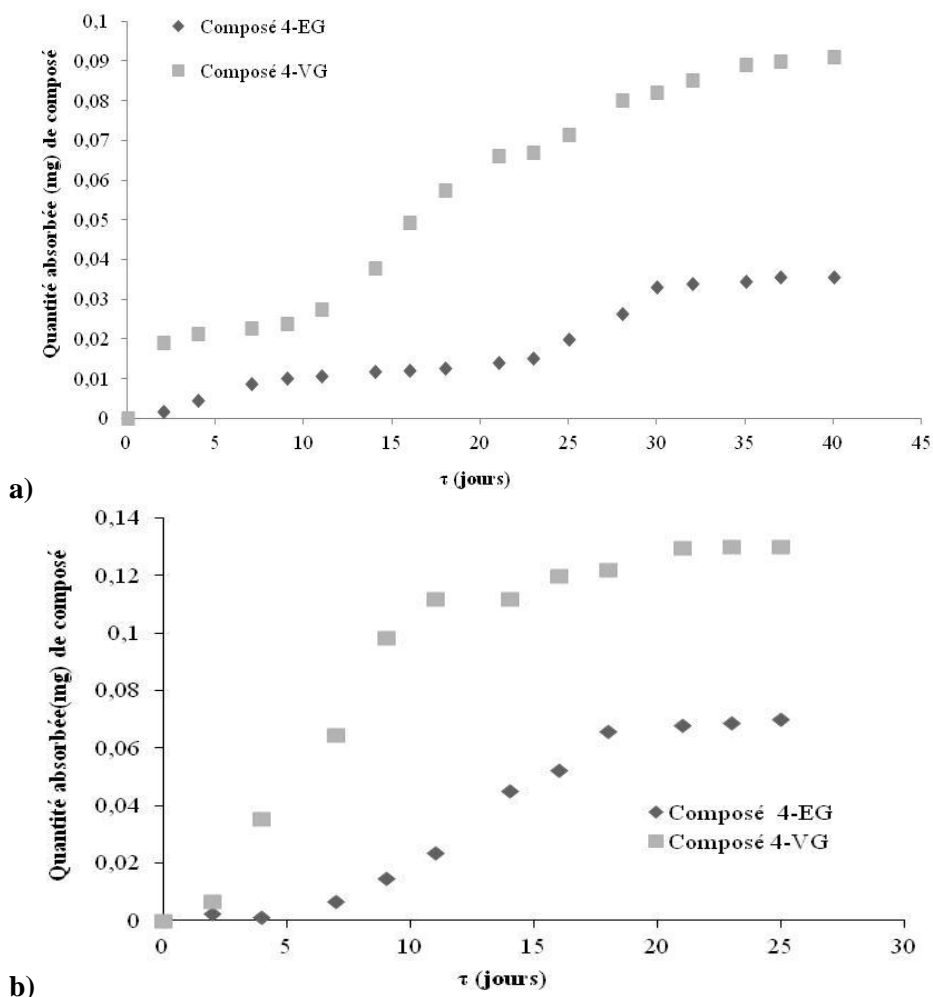 Quantité absorbée (mg) de composé
0,1
0,09
0,08
0,07
0,06
0,05
0,04
0,03
0,02
0,01
0
Composé 4-EG
Composé 4-VG
0 5 10 15 20 25 30 35 40 45
τ (jours)
a)
Quantité absorbée(mg) de composé
0,14
0,12
0,1
0,08
0,06
0,04
0,02
0
Composé 4-EG
Composé 4-VG
0 5 10 15 20 25 30
τ (jours)
b)